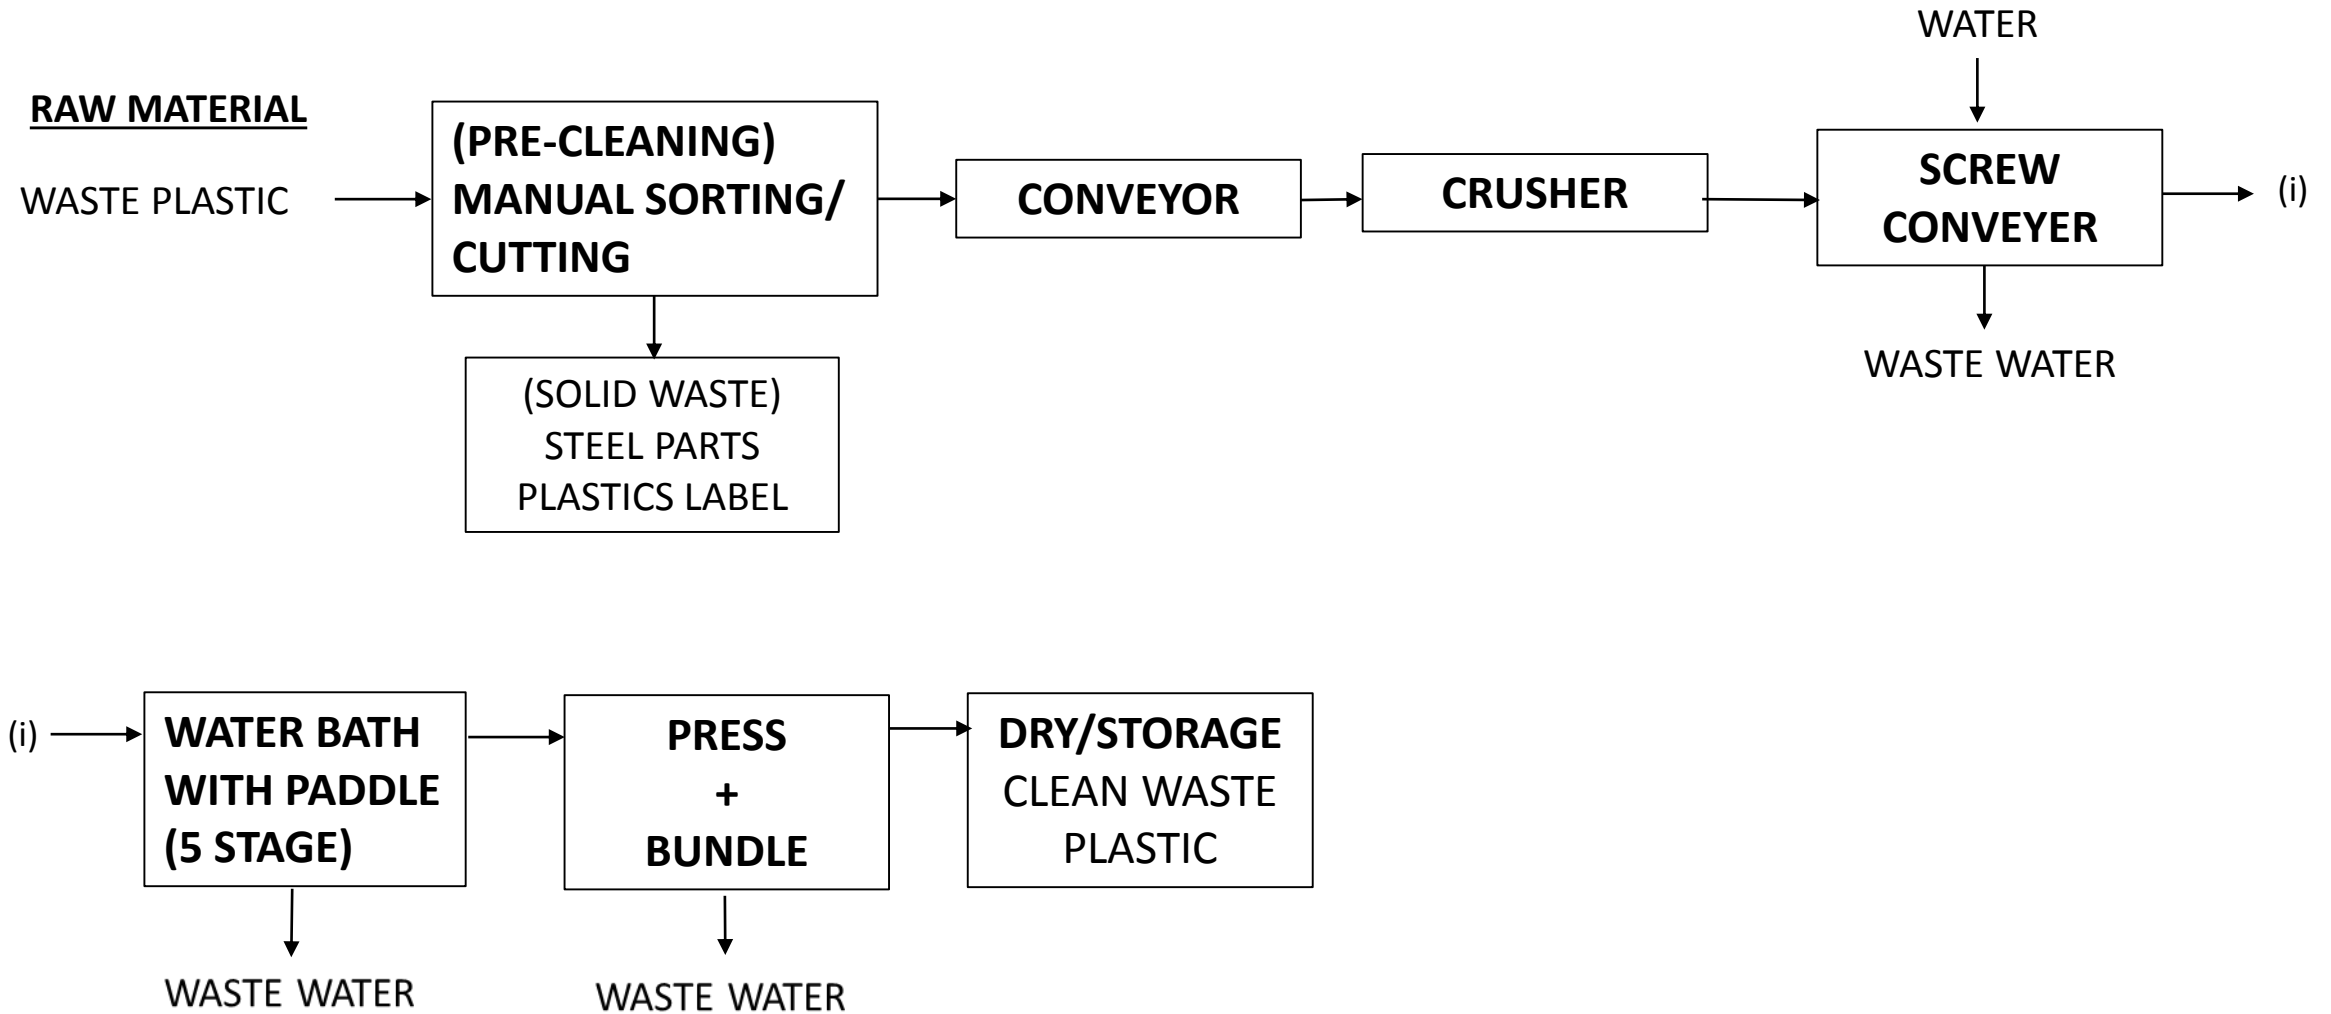 WATER
RAW MATERIAL
WASTE PLASTIC
(PRE-CLEANING)
MANUAL SORTING/
CUTTING
CONVEYOR
CRUSHER
SCREW
CONVEYER
(i)
(SOLID WASTE)
STEEL PARTS
PLASTICS LABEL
WASTE WATER
(i)
WATER BATH
WITH PADDLE
(5 STAGE)
PRESS
+
BUNDLE
DRY/STORAGE
CLEAN WASTE
PLASTIC
WASTE WATER
WASTE WATER